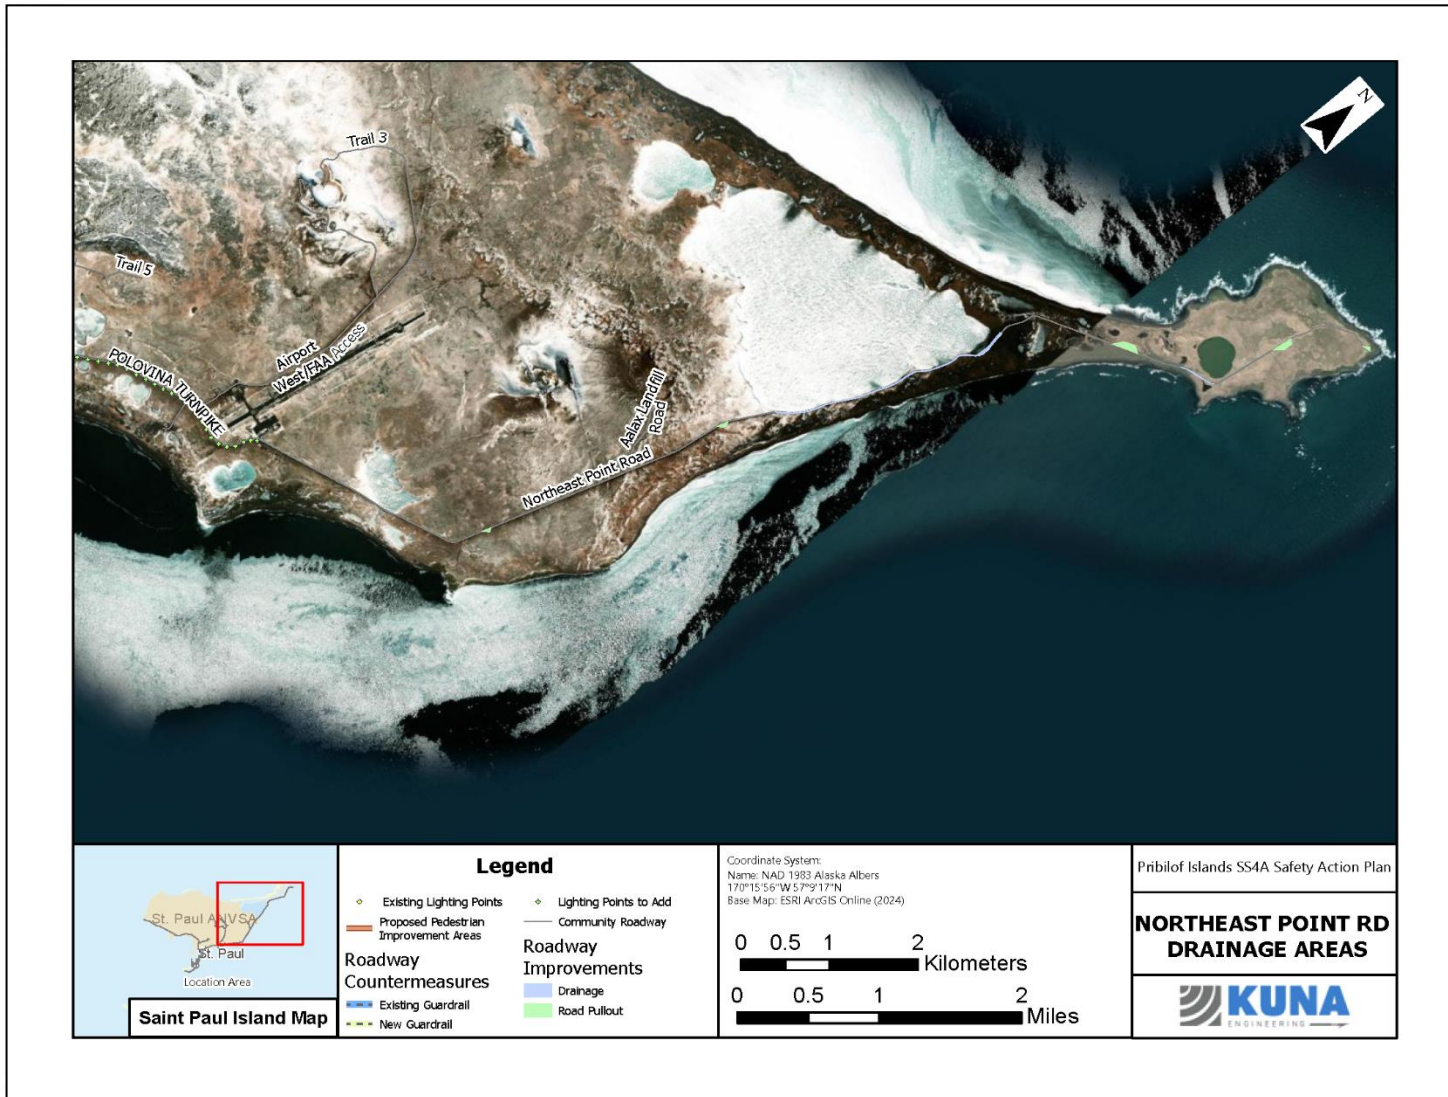 N
Trail 3
Trail 5
Airport
West/FAA Access
POLOVINA TURNPIKE
Aalax Landfill
Road
Northeast Point Road
St. Paul ANVSA
St. Paul
Location Area
Saint Paul Island Map
Legend
Existing Lighting Points
Proposed Pedestrian
Improvement Areas
Roadway
Countermeasures
Existing Guardrail
New Guardrail
Lighting Points to Add
Community Roadway
Roadway
Improvements
Drainage
Road Pullout
Coordinate System:
Name: NAD 1983 Alaska Albers
170°15'56"W 57°9'17"N
Base Map: ESRI ArcGIS Online (2024)
0 0.5 1 2
Kilometers
0 0.5 1 2
Miles
Pribilof Islands SS4A Safety Action Plan
NORTHEAST POINT RD
DRAINAGE AREAS
KUNA
ENGINEERING